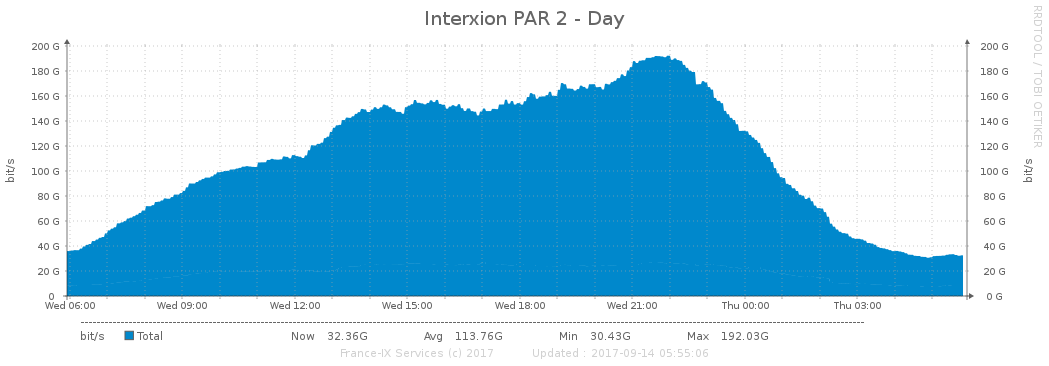 Interxion PAR 2 - Day
RRDTOOL / TOBI OETIKER
bit/s
bit/s
200 G 200 G
180 G 180 G
160 G 160 G
140 G 140 G
120 G 120 G
100 G 100 G
80 G 80 G
60 G 60 G
40 G 40 G
20 G 20 G
0 0 G
Wed 06:00 Wed 09:00 Wed 12:00 Wed 15:00 Wed 18:00 Wed 21:00 Thu 00:00 Thu 03:00
bit/s Total Now 32.36G Avg 113.76G Min 30.43G Max 192.03G
France-IX Services (c) 2017 Updated : 2017-09-14 05:55:06